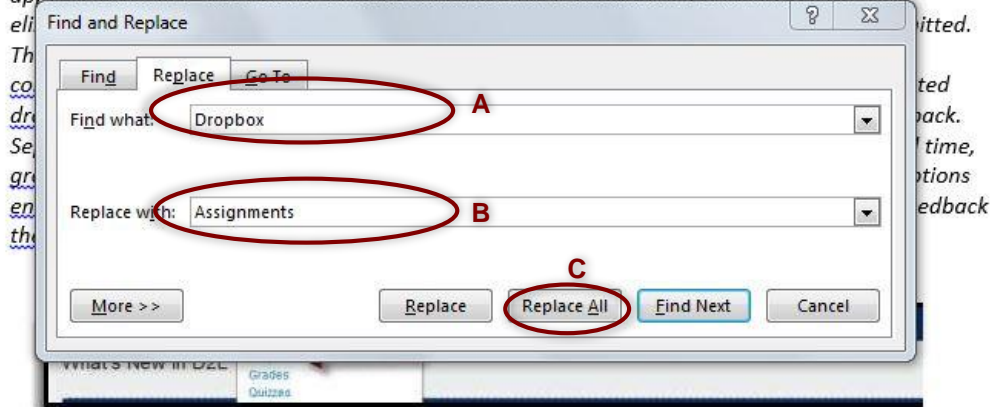 Find and Replace
itted.
Find Replace Go To
ted
A
Find what: Dropbox
back.
time,
ptions
Replace with: Assignments
B
edback
C
More >> Replace Replace All Find Next Cancel
What's New in D2L
Grades
Quizzes